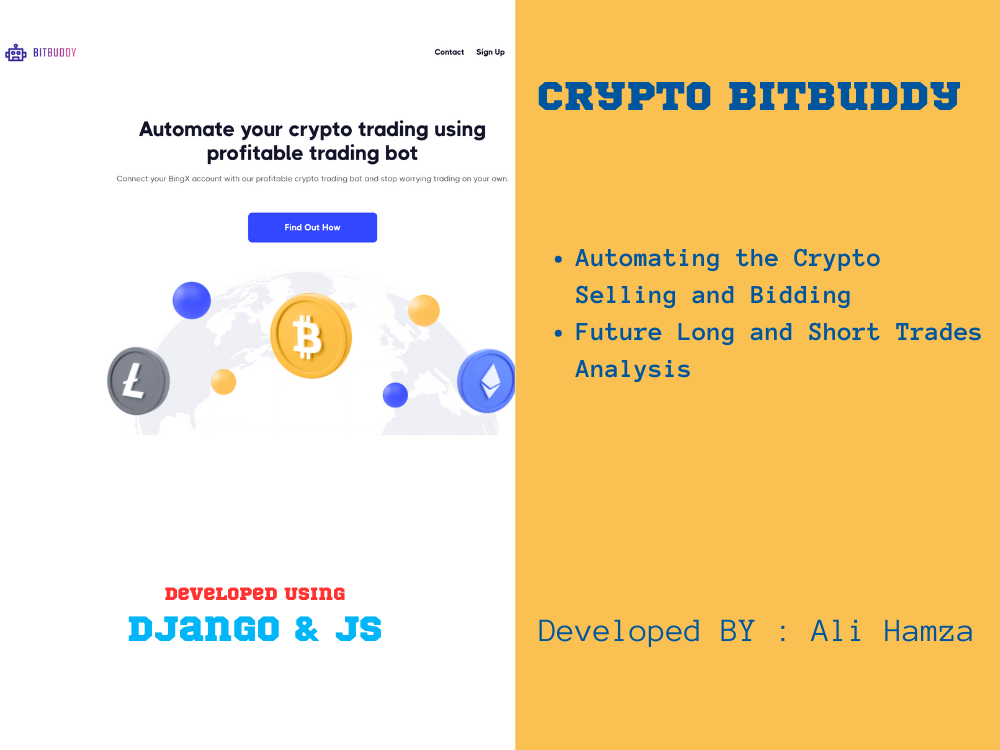 BITBUDDY
Contact Sign Up
Automate your crypto trading using
profitable trading bot
Connect your BingX account with our profitable crypto trading bot and stop worrying trading on your own.
Find Out How
DEVELOPED USING
DJANGO & JS
CRYPTO BITBUDDY
• Automating the Crypto
Selling and Bidding
• Future Long and Short Trades
Analysis
Developed BY : Ali Hamza